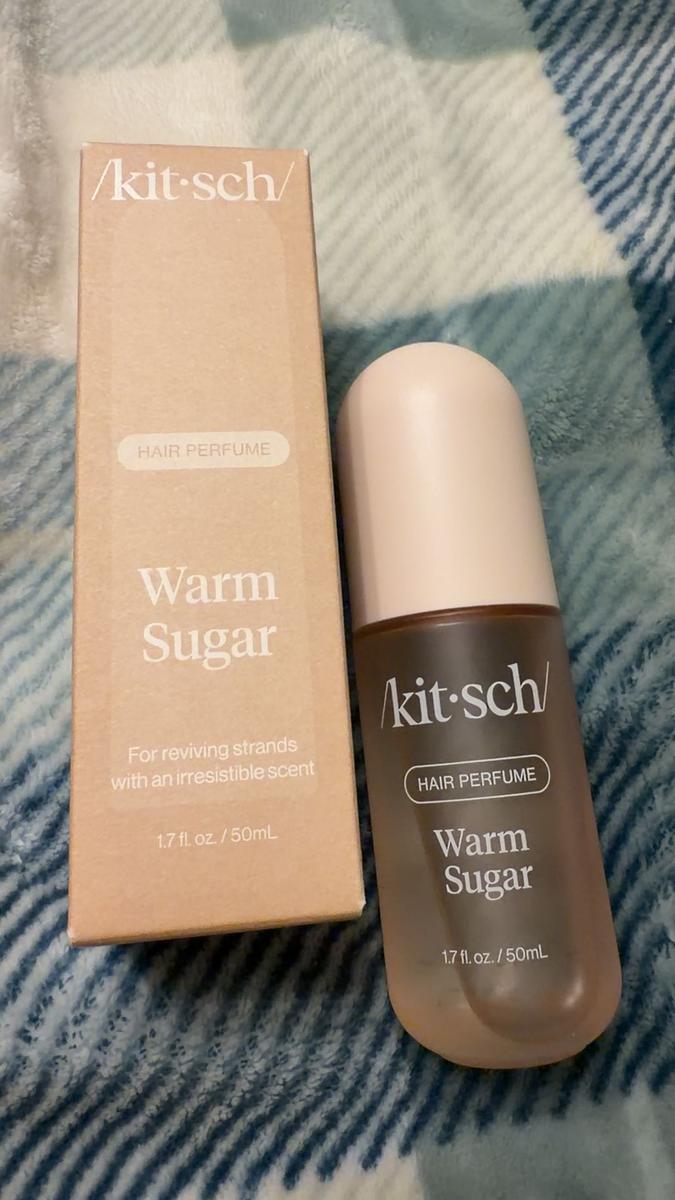 /kit·sch/
HAIR PERFUME
Warm
Sugar
For reviving strands
with an irresistible scent
1.7 fl. oz. / 50mL
/kit·sch/
HAIR PERFUME
Warm
Sugar
1.7 fl. oz. / 50mL